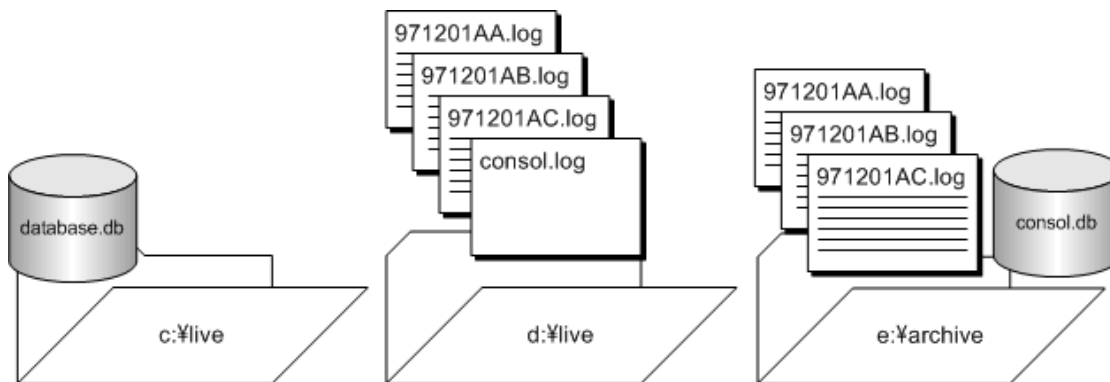 database.db
c:¥live
971201AA.log
971201AB.log
971201AC.log
consol.log
d:¥live
971201AA.log
971201AB.log
971201AC.log
consol.db
e:¥archive